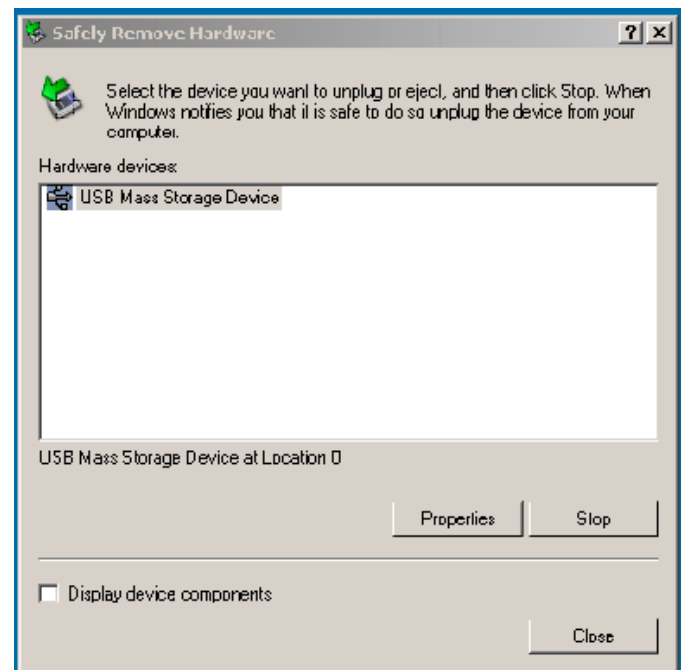 Safely Remove Hardware
Select the device you want to unplug or eject, and then click Stop. When
Windows notifies you that it is safe to do so unplug the device from your
computer.
Hardware devices:
USB Mass Storage Device
USB Mass Storage Device at Location 0
Properties Stop
Display device components
Close